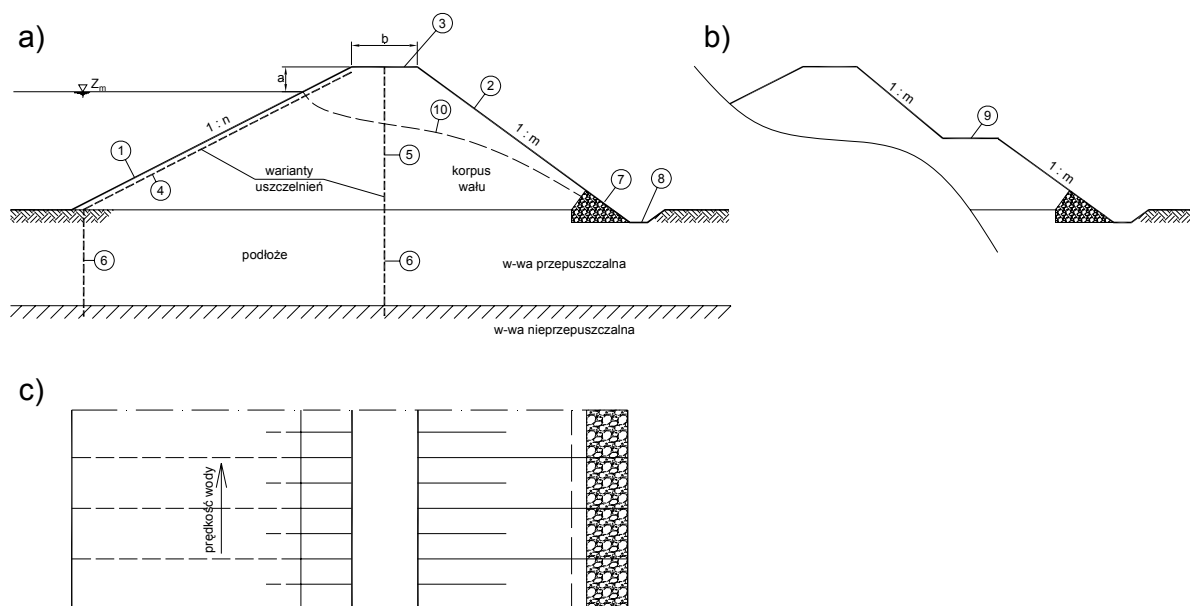 a)
b
3
a
Zm
2
10
1 : n
1 : m
1
5
warianty
uszczelnień
korpus
wału
4
7
8
6
podłoże
6
w-wa przepuszczalna
w-wa nieprzepuszczalna
b)
1 : m
9
1 : m
c)
prędkość wody